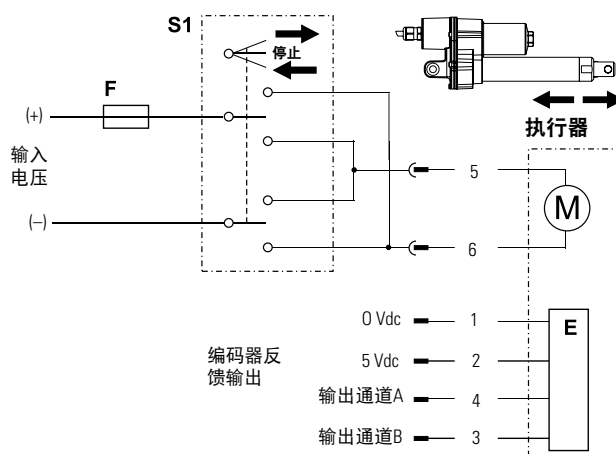 S1
停止
F
(+)
输入
电压
(–)
执行器
5
M
6
0 Vdc
1
E
编码器反
馈输出
5 Vdc
2
输出通道A
4
输出通道B
3